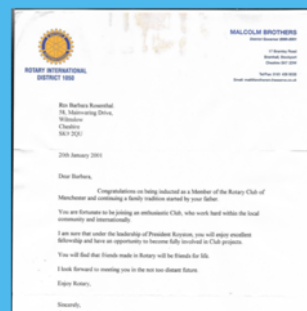 MALCOLM BROTHERS
ROTARY INTERNATIONAL
DISTRICT 1050
Barbara Rosenthal
38, Mainwaring Drive,
Wilmslow
Cheshire
SK9 2QU
20th January 2001
Dear Barbara,
Congratulations on being inducted as a Member of the Rotary Club of
Manchester and continuing a family tradition started by your father.
You are fortunate to be joining an enthusiastic Club, who work hard within the local
community and internationally.
I am sure that under the leadership of President Royston, you will enjoy excellent
fellowship and have an opportunity to become fully involved in Club projects.
You will find that friends made in Rotary will be friends for life.
I look forward to meeting you in the not too distant future.
Enjoy Rotary,
Sincerely,